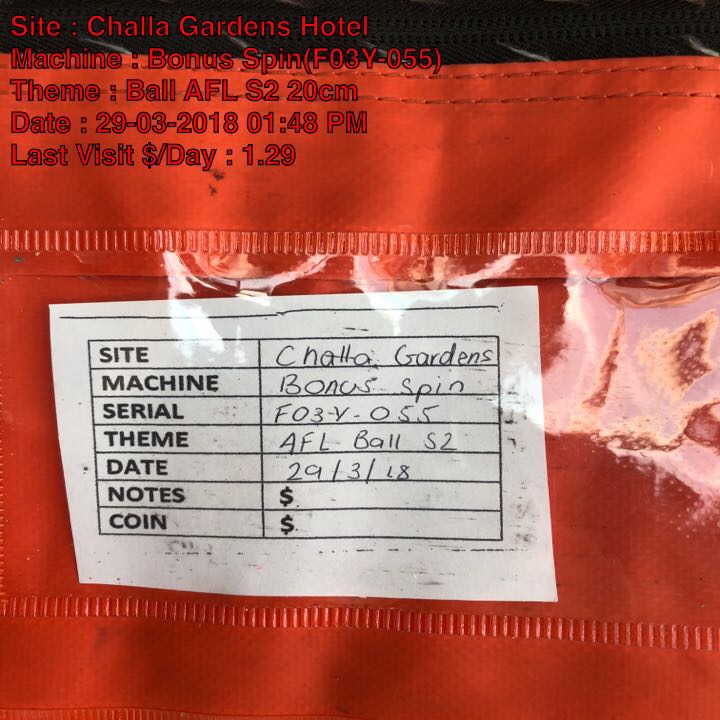 Site : Challa Gardens Hotel
Machine : Bonus Spin(F03Y-055)
Theme : Ball AFL S2 20cm
Date : 29-03-2018 01:48 PM
Last Visit $/Day : 1.29
SITE Challa Gardens
MACHINE Bonus Spin
SERIAL F03-Y-055
THEME AFL Ball S2
DATE 29/3/18
NOTES $
COIN $